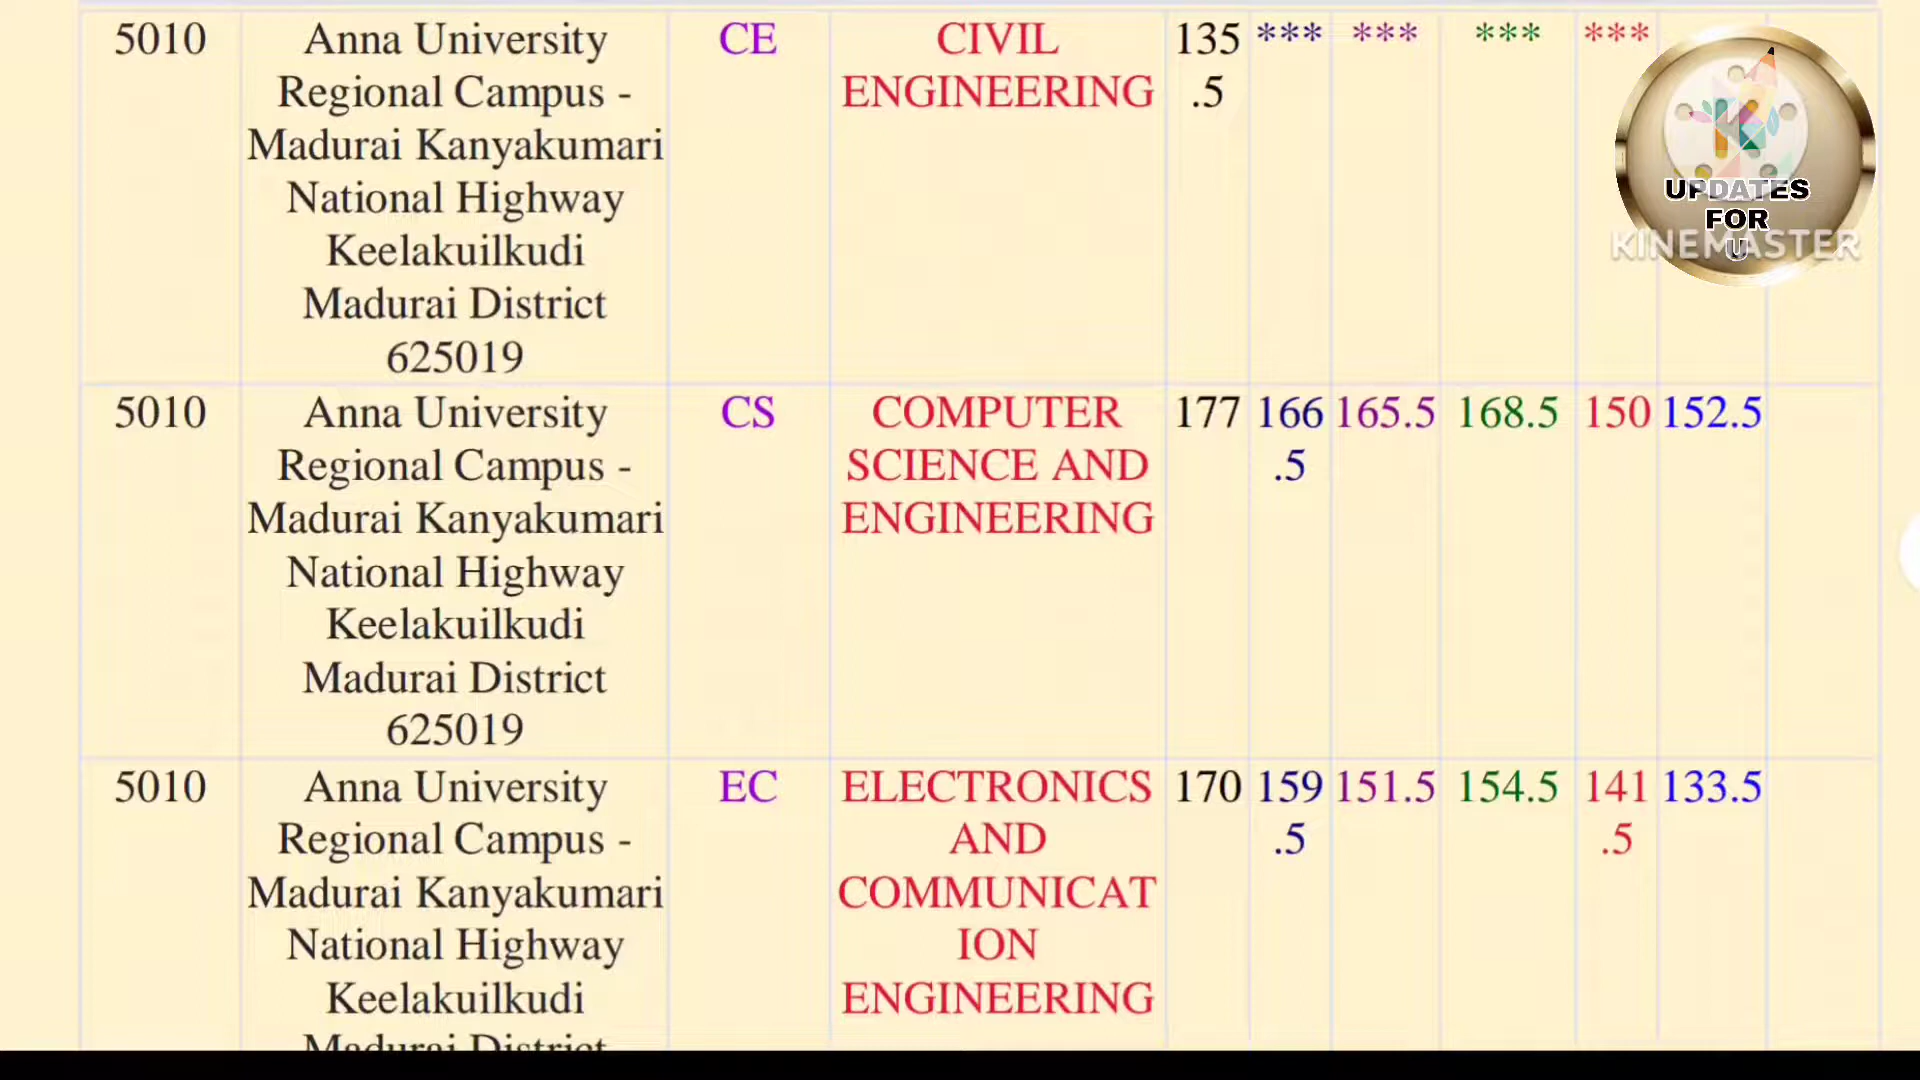 5010 Anna University CE CIVIL 135 *** *** *** ***
Regional Campus - ENGINEERING .5
Madurai Kanyakumari
National Highway
Keelakuilkudi
Madurai District
625019
UPDATES
FOR
U
KINEMASTER
5010 Anna University CS COMPUTER 177 166 165.5 168.5 150 152.5
Regional Campus - SCIENCE AND .5
Madurai Kanyakumari ENGINEERING
National Highway
Keelakuilkudi
Madurai District
625019
5010 Anna University EC ELECTRONICS 170 159 151.5 154.5 141 133.5
Regional Campus - AND .5 .5
Madurai Kanyakumari COMMUNICAT
National Highway ION
Keelakuilkudi ENGINEERING
Madurai District